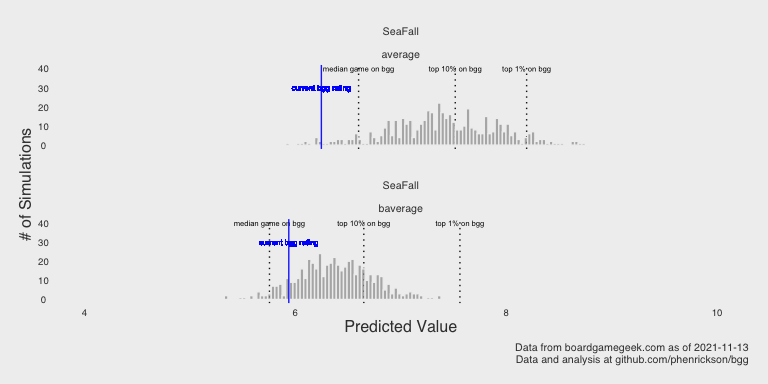 SeaFall
average
median game on bgg
top 10% on bgg
top 1% on bgg
current bgg rating
40
30
20
10
0
# of Simulations
SeaFall
baverage
median game on bgg
top 10% on bgg
top 1% on bgg
current bgg rating
40
30
20
10
0
4
6
8
10
Predicted Value
Data from boardgamegeek.com as of 2021-11-13
Data and analysis at github.com/phenrickson/bgg